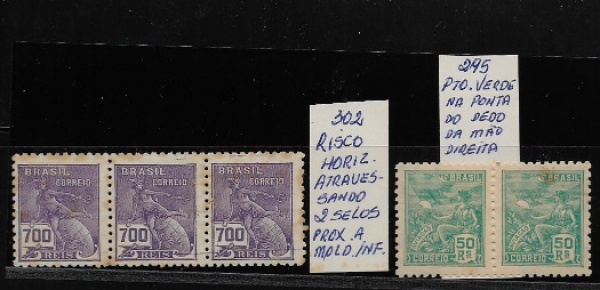 BRASIL
CORREIO
700
REIS
BRASIL
CORREIO
700
REIS
BRASIL
CORREIO
700
REIS
302
RISCO
HORIZ-
ATRAVES-
SANDO
2 SELOS
PROX. A
MOLD./INF.
295
PTO. VERDE
NA PONTA
DO DEDO
DA MÃO
DIREITA
BRASIL
50
RS
CORREIO
BRASIL
50
RS
CORREIO